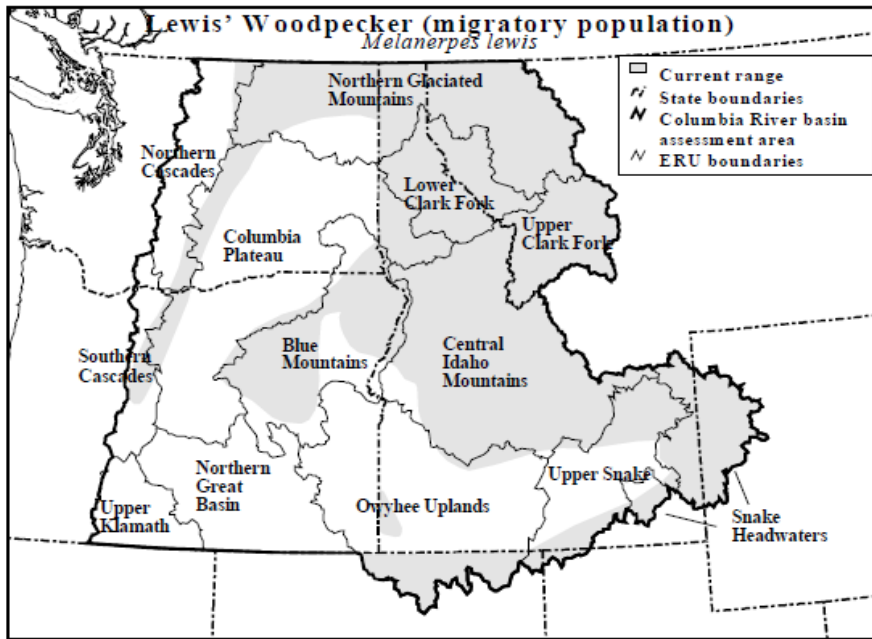 Lewis’ Woodpecker (migratory population)
Melanerpes lewis
Current range
State boundaries
Columbia River basin
assessment area
ERU boundaries
Northern Glaciated
Mountains
Northern
Cascades
Lower
Clark Fork
Upper
Clark Fork
Columbia
Plateau
Southern
Cascades
Blue
Mountains
Central
Idaho
Mountains
Northern
Great
Basin
Upper
Klamath
Owyhee Uplands
Upper Snake
Snake
Headwaters